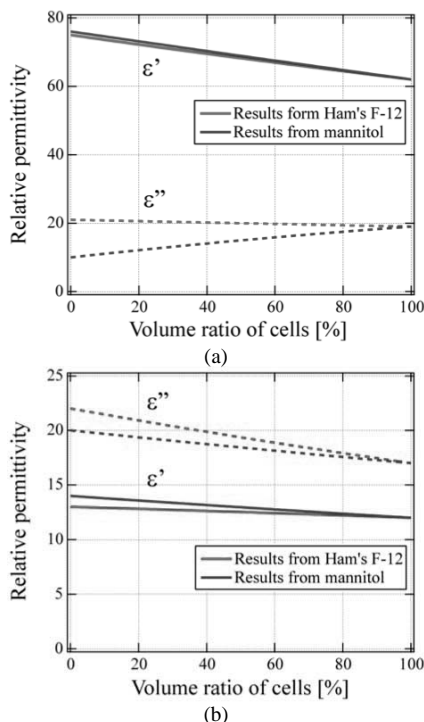 80
60
40
20
0
Relative permittivity
ε’
Results form Ham's F-12
Results from mannitol
ε”
0 20 40 60 80 100
Volume ratio of cells [%]
(a)
25
20
15
10
5
0
Relative permittivity
ε”
ε’
Results from Ham's F-12
Results from mannitol
0 20 40 60 80 100
Volume ratio of cells [%]
(b)